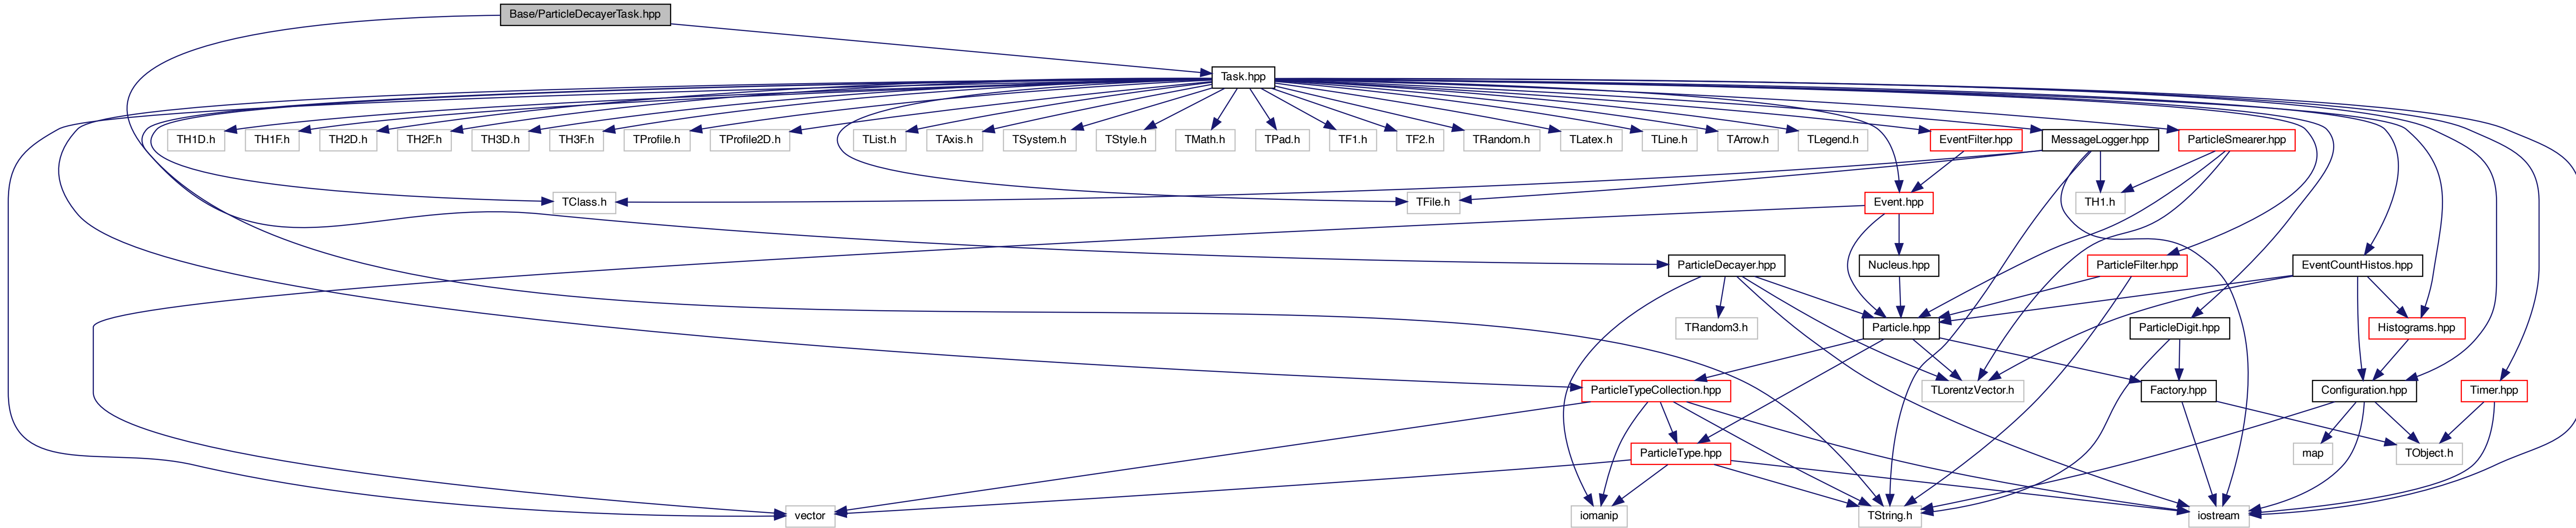 Base/ParticleDecayerTask.hpp
Task.hpp
TH1D.h
TH1F.h
TH2D.h
TH2F.h
TH3D.h
TH3F.h
TProfile.h
TProfile2D.h
TList.h
TAxis.h
TSystem.h
TStyle.h
TMath.h
TPad.h
TF1.h
TF2.h
TRandom.h
TLatex.h
TLine.h
TArrow.h
TLegend.h
EventFilter.hpp
MessageLogger.hpp
ParticleSmearer.hpp
TClass.h
TFile.h
Event.hpp
TH1.h
ParticleDecayer.hpp
Nucleus.hpp
ParticleFilter.hpp
EventCountHistos.hpp
TRandom3.h
Particle.hpp
ParticleDigit.hpp
Histograms.hpp
ParticleTypeCollection.hpp
TLorentzVector.h
Factory.hpp
Configuration.hpp
Timer.hpp
ParticleType.hpp
map
TObject.h
vector
iomanip
TString.h
iostream